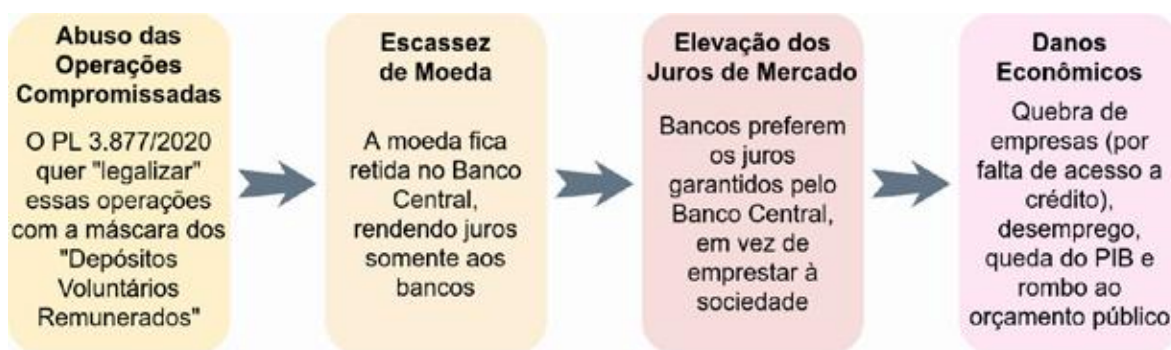 Abuso das
Operações
Compromissadas
O PL 3.877/2020
quer "legalizar"
essas operações
com a máscara dos
"Depósitos
Voluntários
Remunerados"
Escassez
de Moeda
A moeda fica
retida no Banco
Central,
rendendo juros
somente aos
bancos
Elevação dos
Juros de Mercado
Bancos preferem
os juros
garantidos pelo
Banco Central,
em vez de
emprestar à
sociedade
Danos
Econômicos
Quebra de
empresas (por
falta de acesso a
crédito),
desemprego,
queda do PIB e
rombo ao
orçamento público